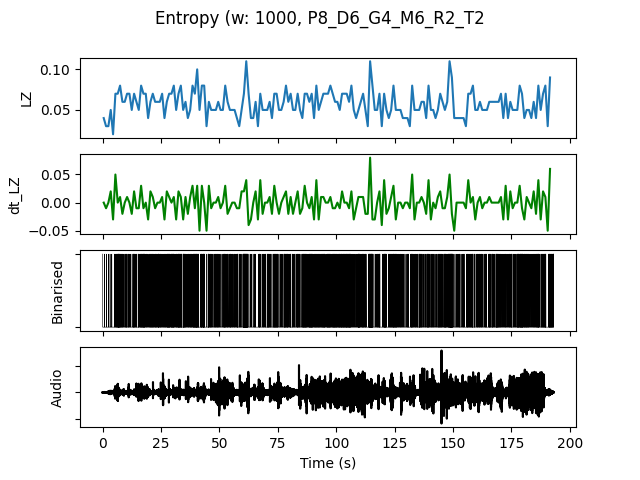 Entropy (w: 1000, P8_D6_G4_M6_R2_T2
0.10
0.05
LZ
0.05
0.00
−0.05
dt_LZ
Binarised
Audio
0 25 50 75 100 125 150 175 200
Time (s)